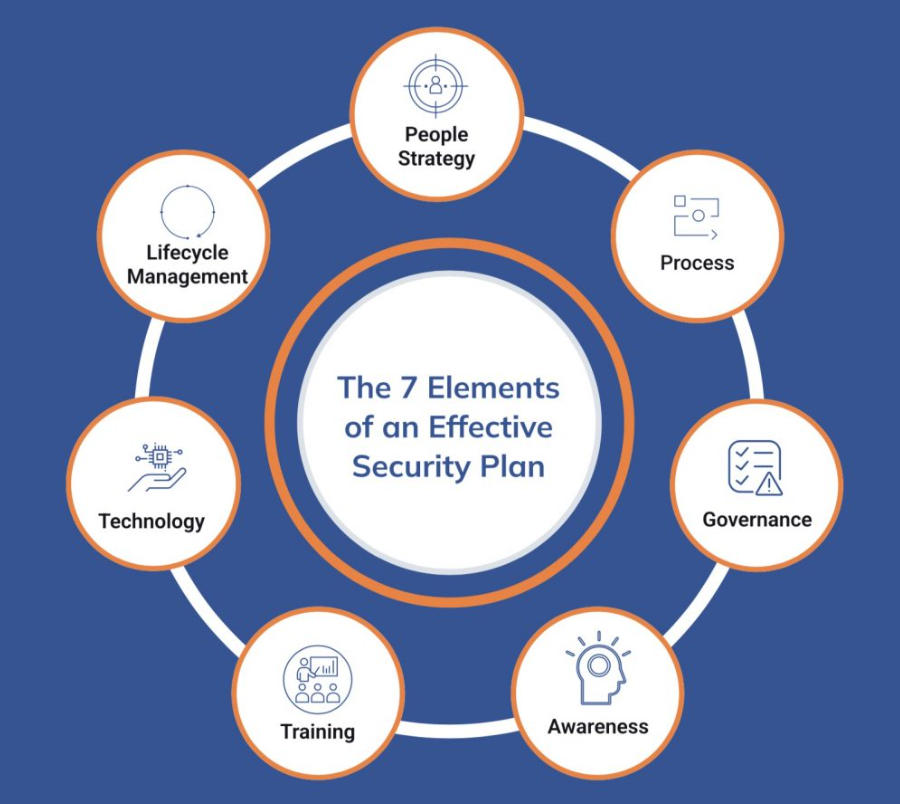 People
Strategy
Lifecycle
Management
Process
The 7 Elements
of an Effective
Security Plan
Technology
Governance
Training
Awareness